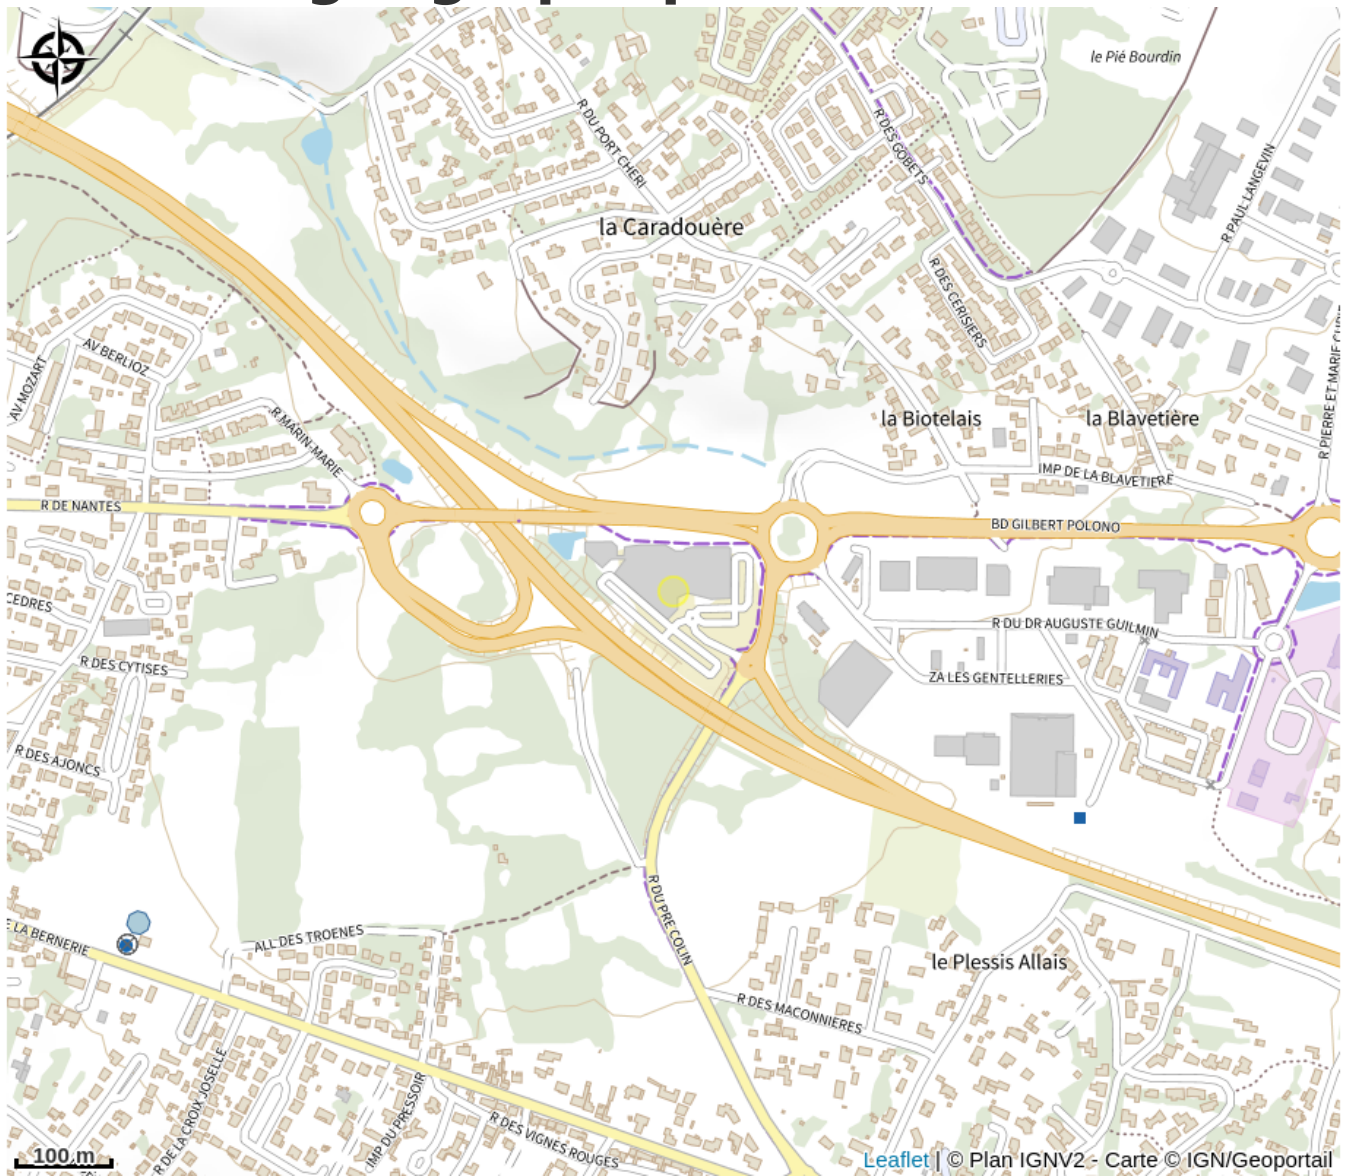 le Pié Bourdin
R DU PORT CHERI
R DES GOBETS
R PAUL LANGEVIN
la Caradouère
R DES CERISIERS
AV BERLIOZ
AV MOZART
R MARIN-MARIE
la Biotelais
la Blavetière
R PIERRE ET MARIE CURIE
IMP DE LA BLAVETIERE
R DE NANTES
BD GILBERT POLONO
CEDRES
R DU DR AUGUSTE GUILMIN
R DES CYTISES
ZA LES GENTELLERIES
R DES AJONCS
R DU PRE COLIN
E LA BERNERIE
ALL DES TROENES
le Plessis Allais
R DES MACONNIERES
R DE LA CROIX JOSELLE
IMP DU PRESSOIR
R DES VIGNES ROUGES
100 m
Leaflet | © Plan IGNV2 - Carte © IGN/Geoportail